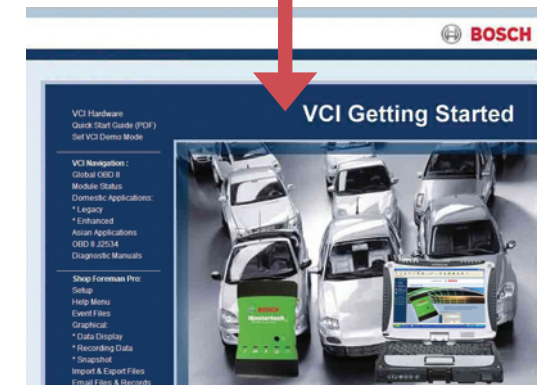 BOSCH
VCI Getting Started
VCI Hardware
Quick Start Guide (PDF)
Set VCI Demo Mode
VCI Navigation :
Global OBD II
Module Status
Domestic Applications:
* Legacy
* Enhanced
Asian Applications
OBD II J2534
Diagnostic Manuals
Shop Foreman Pro:
Setup
Help Menu
Event Files
Graphical:
* Data Display
* Recording Data
* Snapshot
Import & Export Files
Email Files & Records
BOSCH
Mastertech